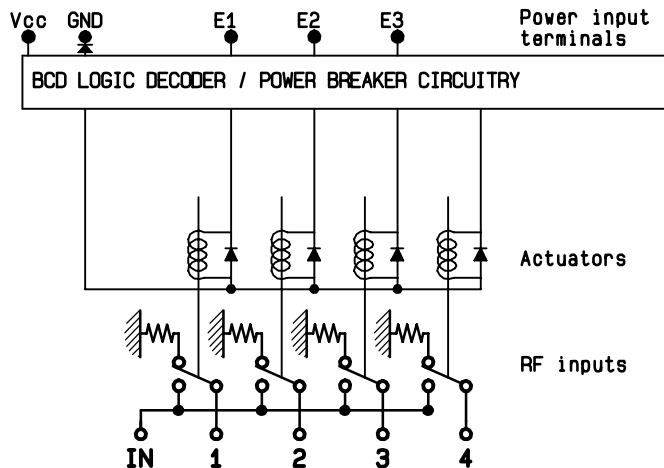 Vcc GND E1 E2 E3 Power input
terminals
BCD LOGIC DECODER / POWER BREAKER CIRCUITRY
Actuators
RF inputs
IN 1 2 3 4